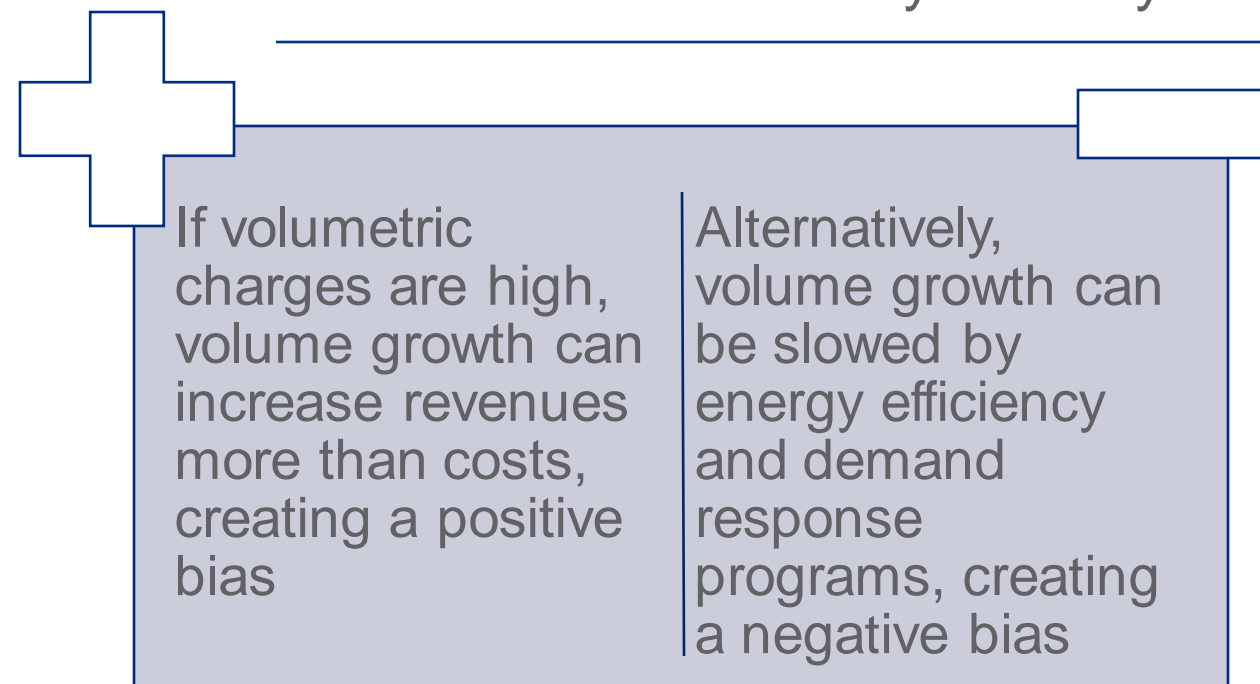 If volumetric
charges are high,
volume growth can
increase revenues
more than costs,
creating a positive
bias
Alternatively,
volume growth can
be slowed by
energy efficiency
and demand
response
programs, creating
a negative bias